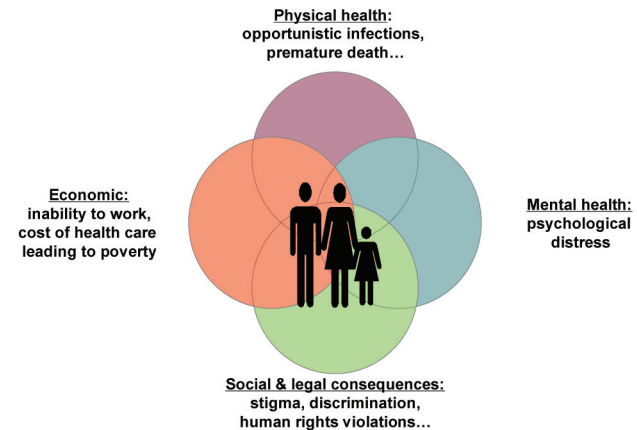 Physical health:
opportunistic infections,
premature death…
Economic:
inability to work,
cost of health care
leading to poverty
Mental health:
psychological
distress
Social & legal consequences:
stigma, discrimination,
human rights violations…